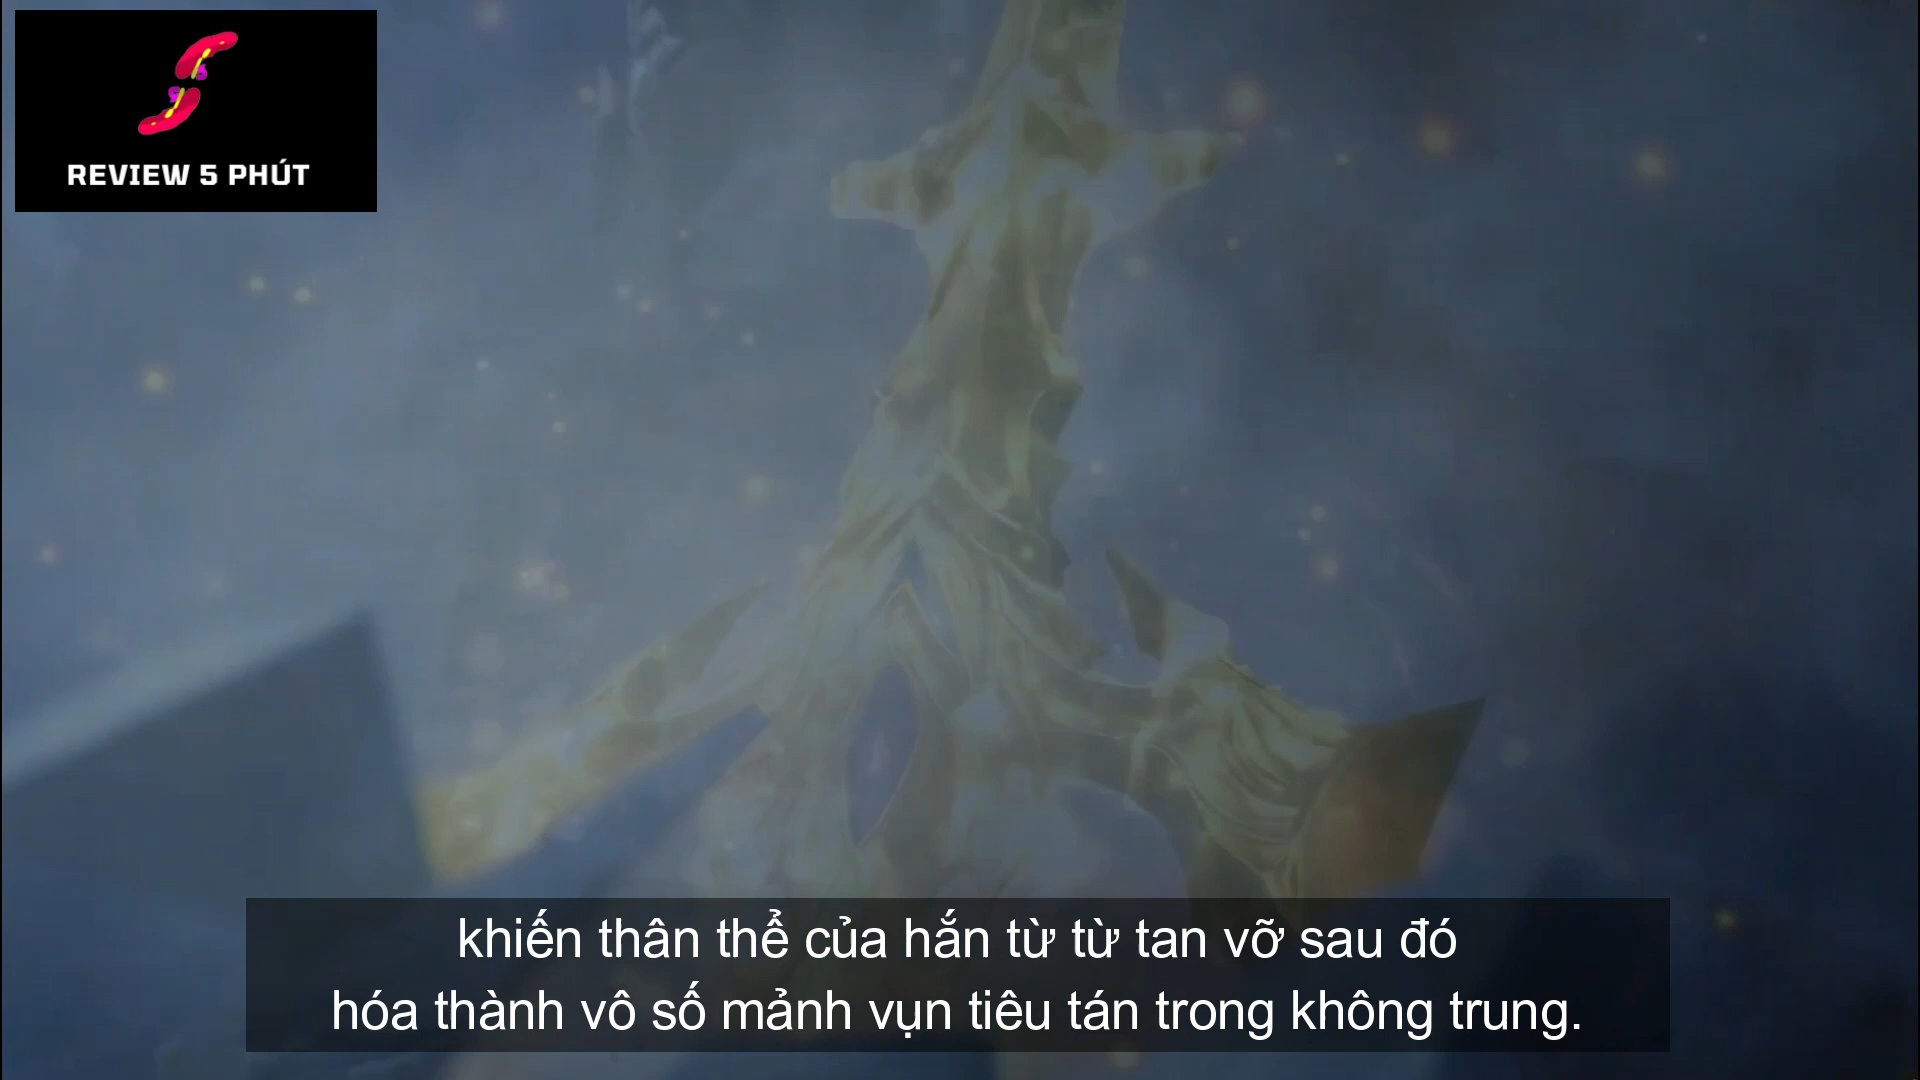 REVIEW 5 PHÚT
khiến thân thể của hắn từ từ tan vỡ sau đó
hóa thành vô số mảnh vụn tiêu tán trong không trung.